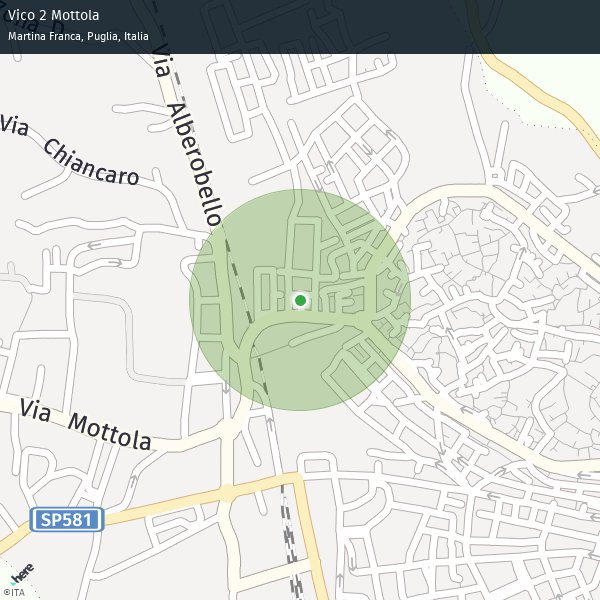 Vico 2 Mottola
Martina Franca, Puglia, Italia
Via Alberobello
Via Chiancaro
Via Mottola
SP581
here
©ITA